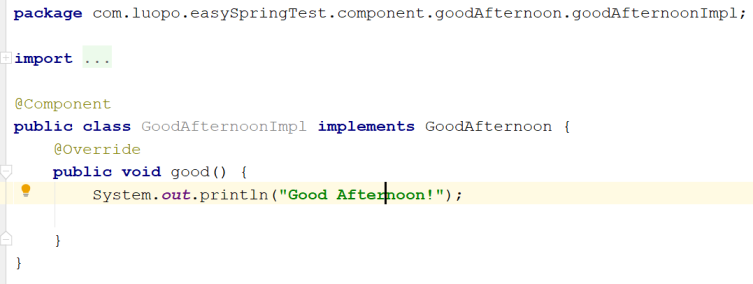 package com.luopo.easySpringTest.component.goodAfternoon.goodAfternoonImpl;
import ...
@Component
public class GoodAfternoonImpl implements GoodAfternoon {
@Override
public void good() {
System.out.println("Good Afternoon!");
}
}